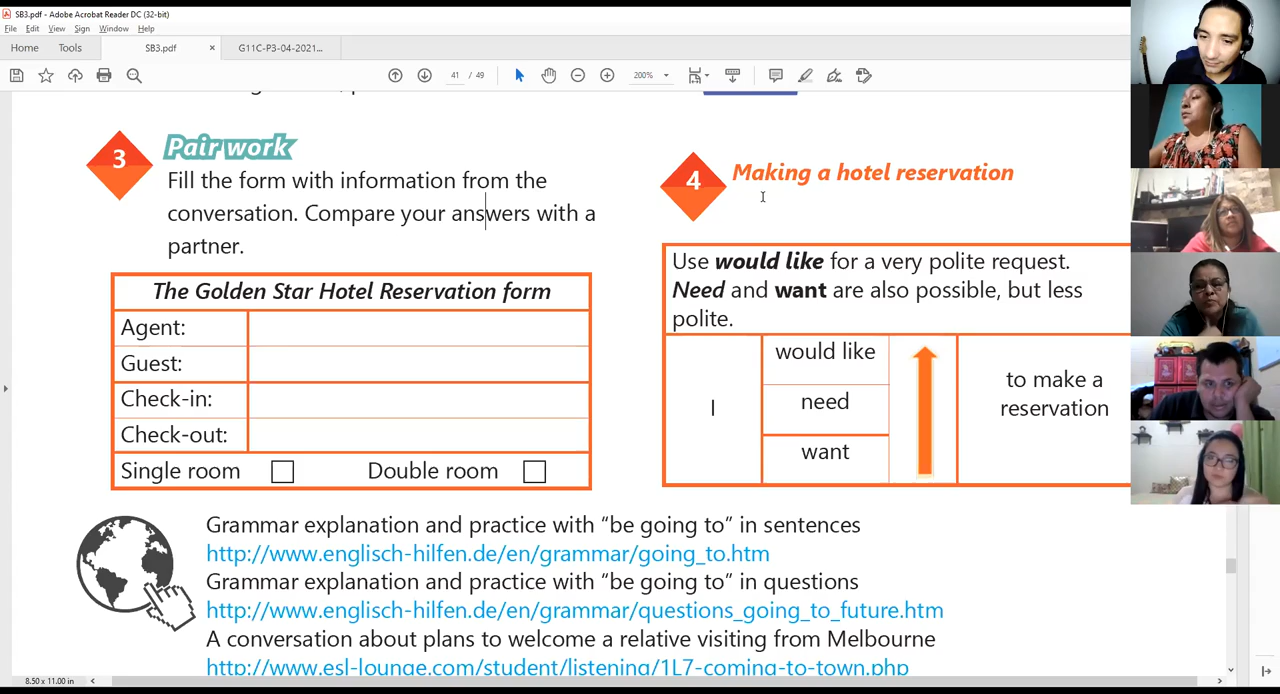 SB3.pdf - Adobe Acrobat Reader DC (32-bit)
File Edit View Sign Window Help
Home Tools SB3.pdf × G11C-P3-04-2021...
41 / 49 200%
3
Pair work
Fill the form with information from the
conversation. Compare your answers with a
partner.
The Golden Star Hotel Reservation form
Agent:
Guest:
Check-in:
Check-out:
Single room Double room
4
Making a hotel reservation
Use would like for a very polite request.
Need and want are also possible, but less
polite.
I
would like
need
want
to make a
reservation
Grammar explanation and practice with “be going to” in sentences
http://www.englisch-hilfen.de/en/grammar/going_to.htm
Grammar explanation and practice with “be going to” in questions
http://www.englisch-hilfen.de/en/grammar/questions_going_to_future.htm
A conversation about plans to welcome a relative visiting from Melbourne
http://www.esl-lounge.com/student/listening/1L7-coming-to-town.php
8.50 x 11.00 in